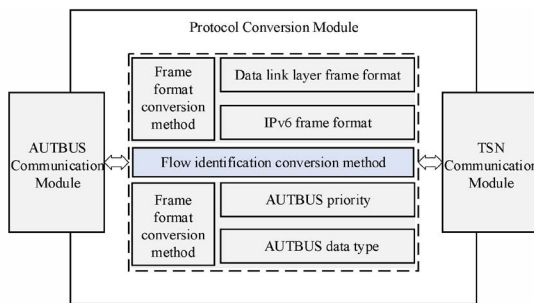 Protocol Conversion Module
AUTBUS
Communication
Module
Frame
format
conversion
method
Data link layer frame format
IPv6 frame format
Flow identification conversion method
Frame
format
conversion
method
AUTBUS priority
AUTBUS data type
TSN
Communication
Module